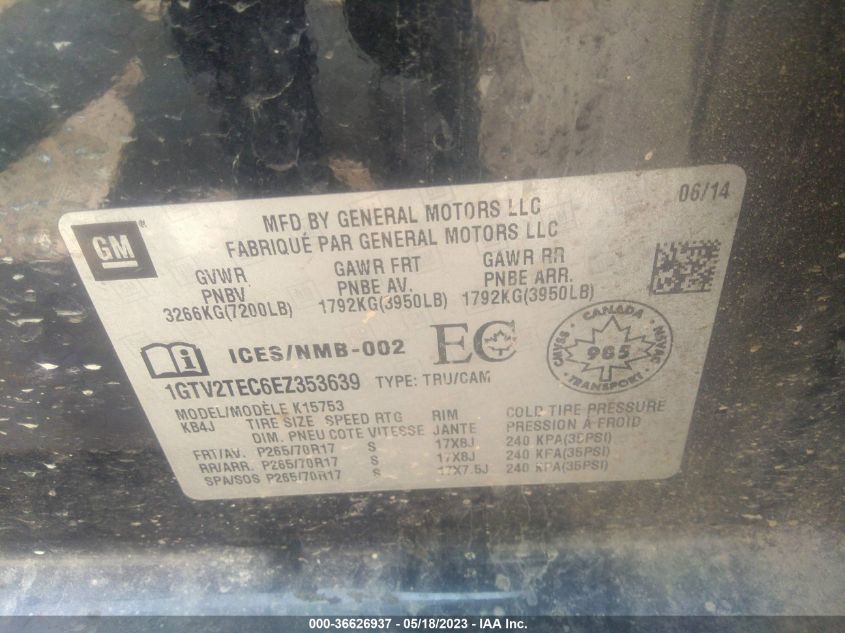 06/14
GM
MFD BY GENERAL MOTORS LLC
FABRIQUÉ PAR GENERAL MOTORS LLC
GVWR GAWR FRT GAWR RR
PNBV PNBE AV. PNBE ARR.
3266KG(7200LB) 1792KG(3950LB) 1792KG(3950LB)
ICES/NMB-002 EC
CANADA
CMVSS 985 NSVAC
TRANSPORT
1GTV2TEC6EZ353639 TYPE: TRU/CAM
MODEL/MODÈLE K15753
KB4J TIRE SIZE SPEED RTG RIM COLD TIRE PRESSURE
DIM. PNEU COTE VITESSE JANTE PRESSION À FROID
FRT/AV. P265/70R17 S 17X8J 240 KPA(35PSI)
RR/ARR. P265/70R17 S 17X8J 240 KPA(35PSI)
SPA/SOS P265/70R17 S 17X7.5J 240 KPA(35PSI)
000-36626937 - 05/18/2023 - IAA Inc.